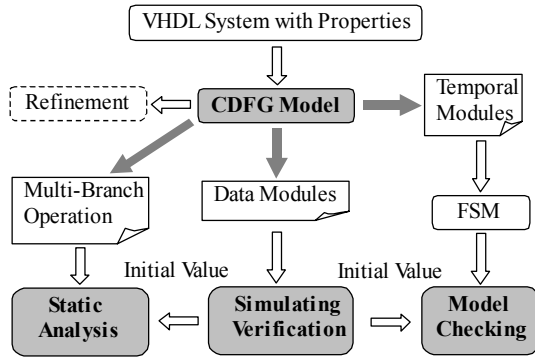 VHDL System with Properties
Refinement
CDFG Model
Temporal
Modules
Multi-Branch
Operation
Data Modules
FSM
Initial Value
Initial Value
Static
Analysis
Simulating
Verification
Model
Checking